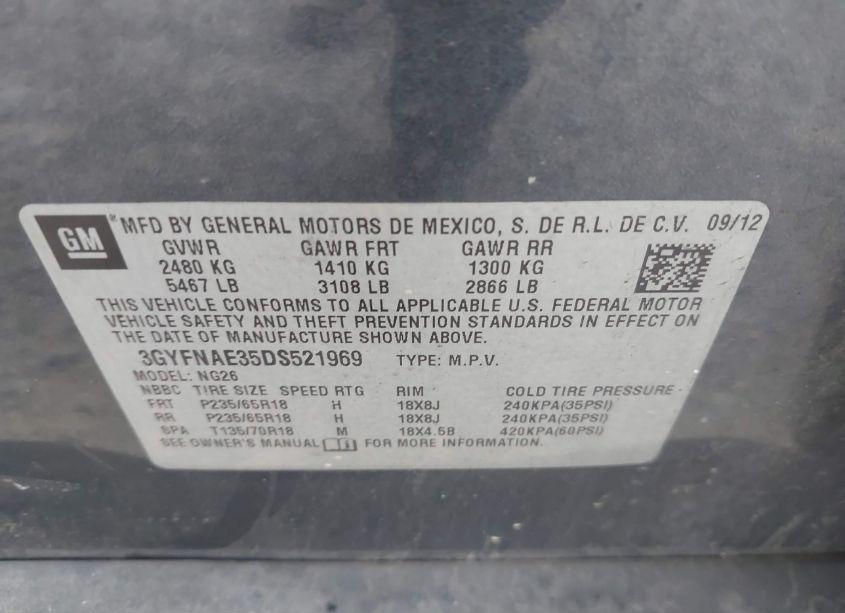 GM ® MFD BY GENERAL MOTORS DE MEXICO, S. DE R.L. DE C.V. 09/12
GVWR GAWR FRT GAWR RR
2480 KG 1410 KG 1300 KG
5467 LB 3108 LB 2866 LB
THIS VEHICLE CONFORMS TO ALL APPLICABLE U.S. FEDERAL MOTOR
VEHICLE SAFETY AND THEFT PREVENTION STANDARDS IN EFFECT ON
THE DATE OF MANUFACTURE SHOWN ABOVE.
3GYFNAE35DS521969 TYPE: M.P.V.
MODEL: NG26
NBBC TIRE SIZE SPEED RTG RIM COLD TIRE PRESSURE
FRT P235/65R18 H 18X8J 240KPA(35PSI)
RR P235/65R18 H 18X8J 240KPA(35PSI)
SPA T135/70R18 M 18X4.5B 420KPA(60PSI)
SEE OWNER'S MANUAL FOR MORE INFORMATION.